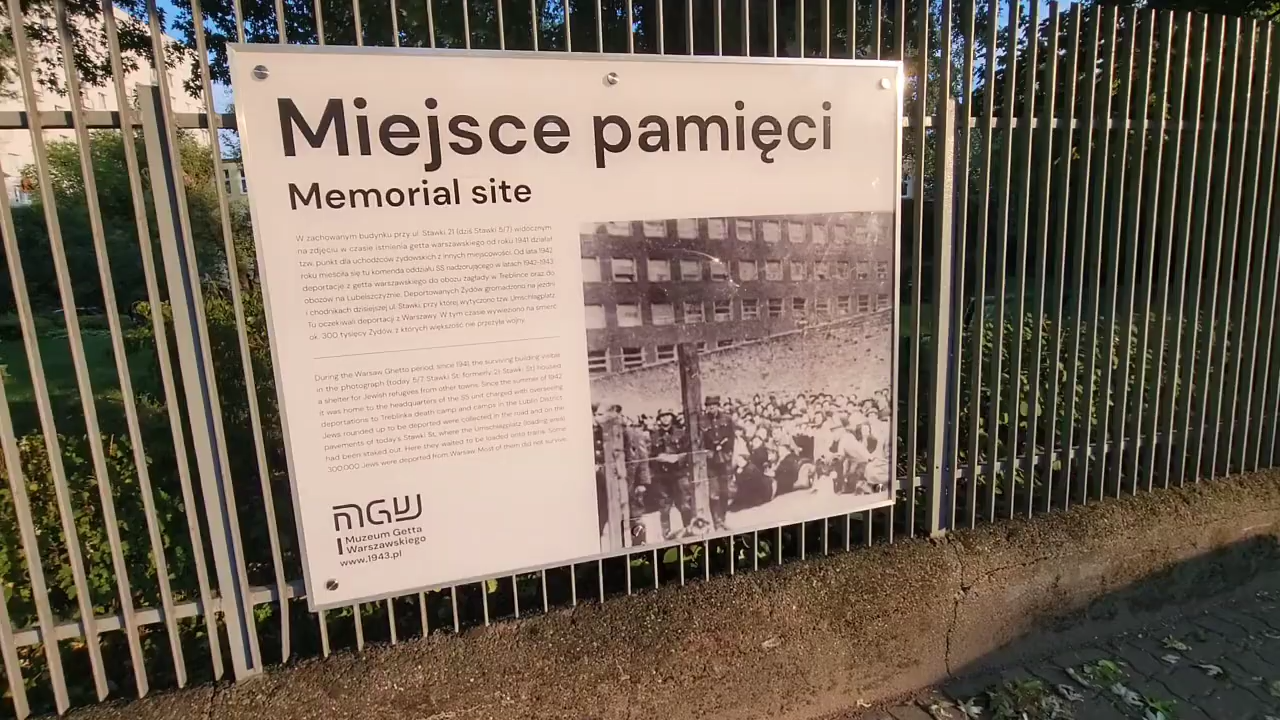 Miejsce pamięci
Memorial site
W zachowanym budynku przy ul. Stawki 21 (dziś Stawki 5/7) widocznym
na zdjęciu w czasie istnienia getta warszawskiego od roku 1941 działał
tzw. punkt dla uchodźców żydowskich z innych miejscowości. Od lata 1942
roku mieściła się tu komenda oddziału SS nadzorującego w latach 1942-1943
deportacje z getta warszawskiego do obozu zagłady w Treblince oraz do
obozów na Lubelszczyźnie. Deportowanych Żydów gromadzono na jezdni
i chodnikach dzisiejszej ul. Stawki, przy której wytyczono tzw. Umschlagplatz.
Tu oczekiwali deportacji z Warszawy. W tym czasie wywieziono na śmierć
ok. 300 tysięcy Żydów, z których większość nie przeżyła wojny.
During the Warsaw Ghetto period, since 1941, the surviving building visible
in the photograph (today 5/7 Stawki St; formerly 21 Stawki St) housed
a shelter for Jewish refugees from other towns. Since the summer of 1942
it was home to the headquarters of the SS unit charged with overseeing
deportations to Treblinka death camp and camps in the Lublin District.
Jews rounded up to be deported were collected in the road and on the
pavements of today's Stawki St, where the Umschlagplatz (loading area)
had been staked out. Here they waited to be loaded onto trains. Some
300,000 Jews were deported from Warsaw. Most of them did not survive.
Muzeum Getta
Warszawskiego
www.1943.pl